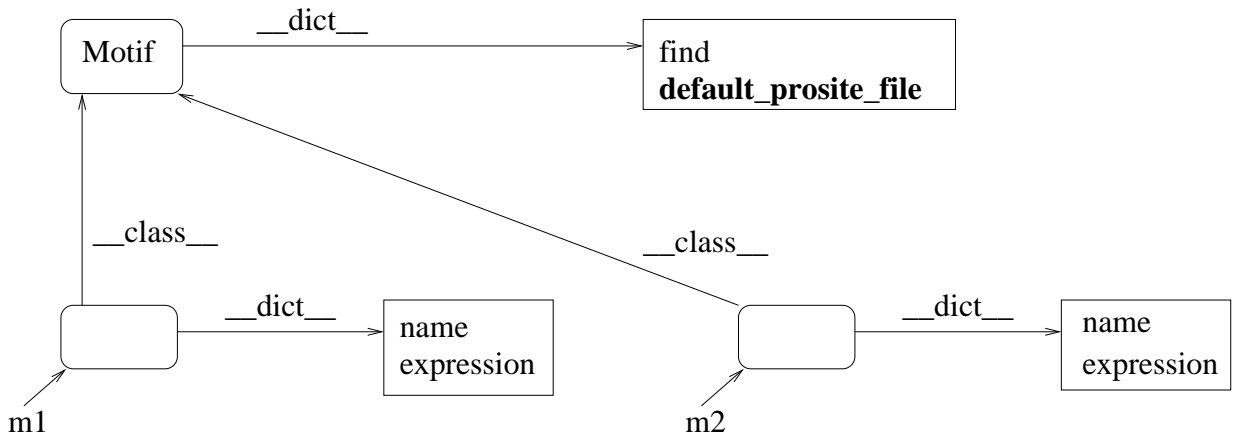 __dict__
Motif
find
default_prosite_file
__class__
__class__
__dict__
name
expression
__dict__
name
expression
m1
m2